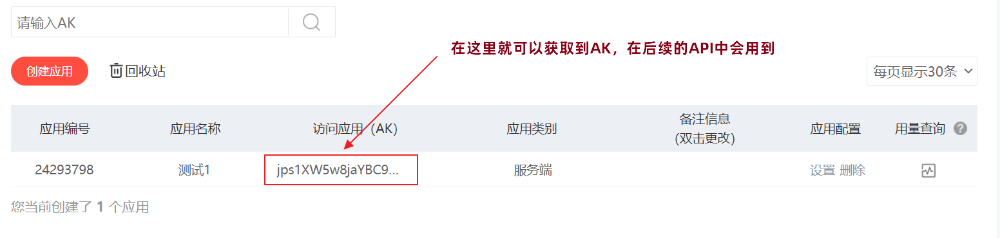 请输入AK
在这里就可以获取到AK，在后续的API中会用到
创建应用 回收站 每页显示30条
应用编号 应用名称 访问应用（AK） 应用类别 备注信息 (双击更改) 应用配置 用量查询 ?
24293798 测试1 jps1XW5w8jaYBC9... 服务端 设置 删除
您当前创建了 1 个应用